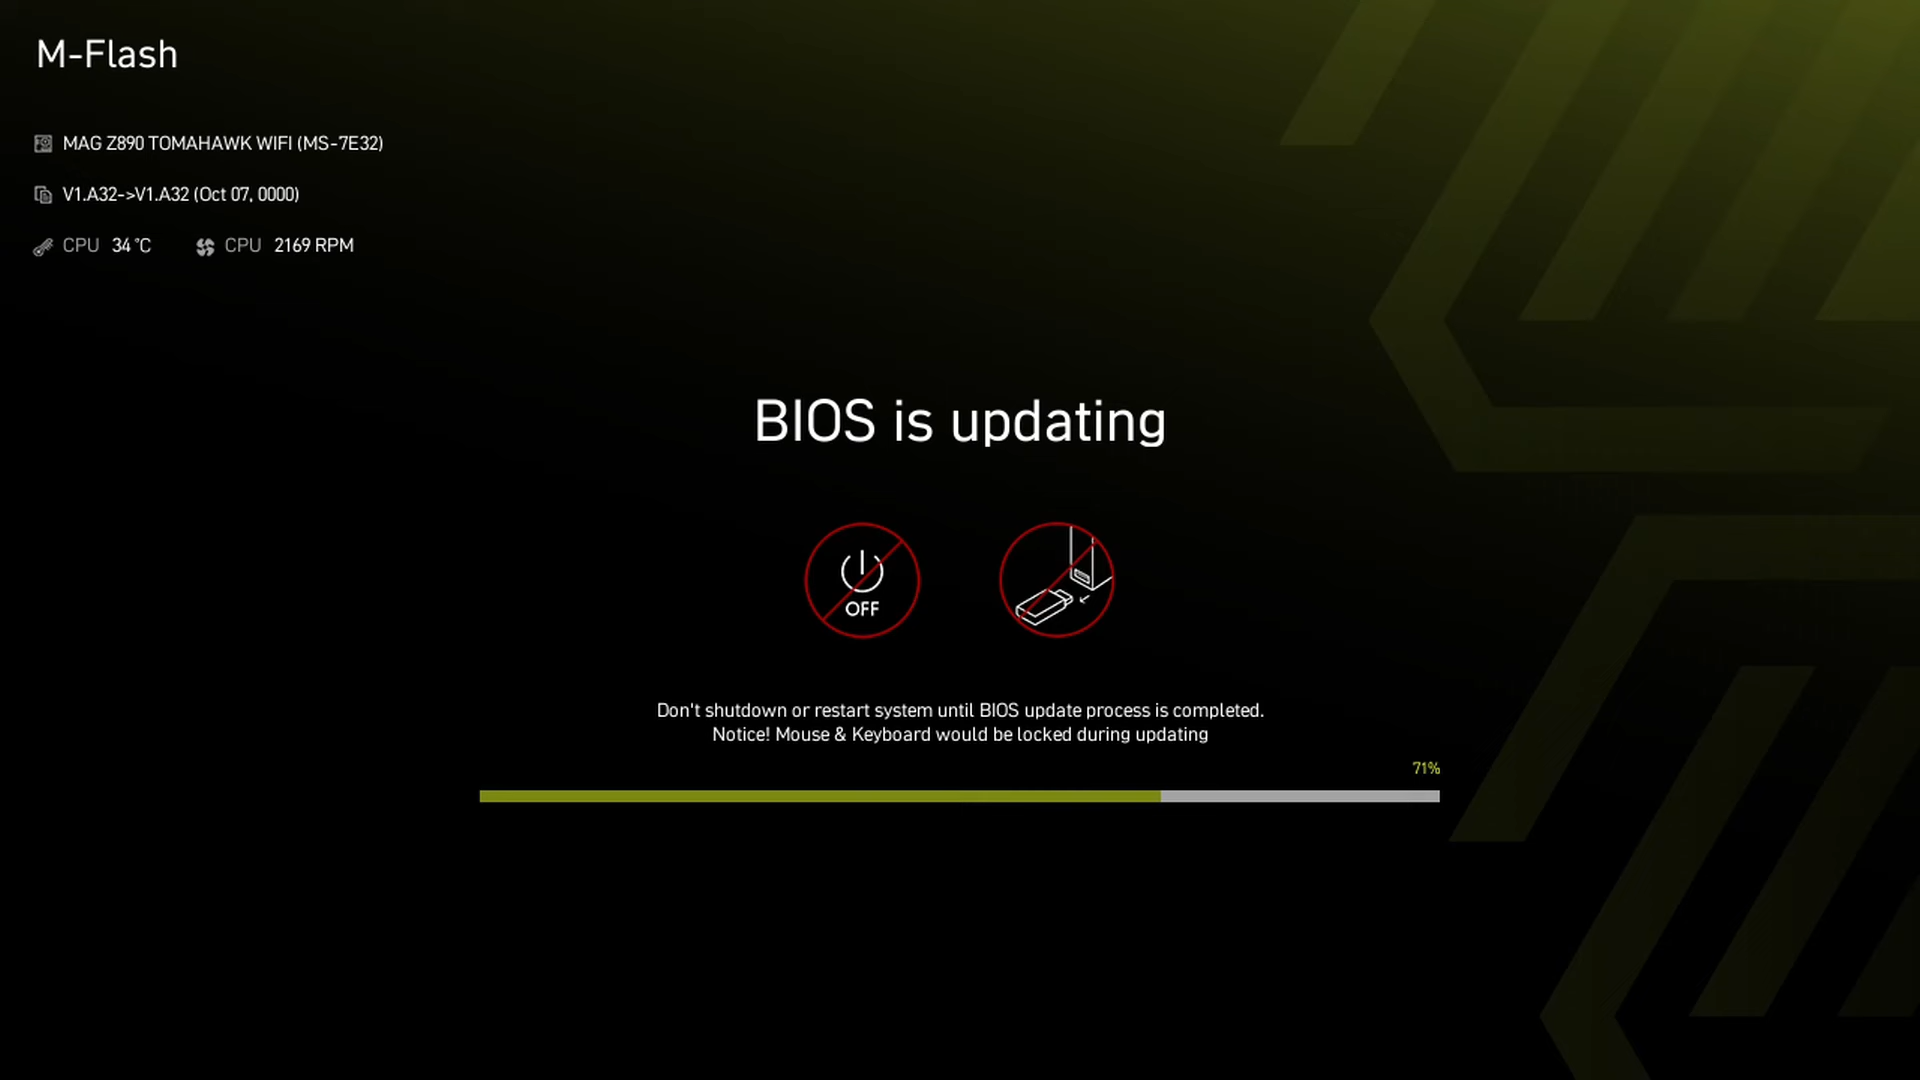 M-Flash
MAG Z890 TOMAHAWK WIFI (MS-7E32)
V1.A32->V1.A32 (Oct 07, 0000)
CPU 34 °C CPU 2169 RPM
BIOS is updating
OFF
Don't shutdown or restart system until BIOS update process is completed.
Notice! Mouse & Keyboard would be locked during updating
71%